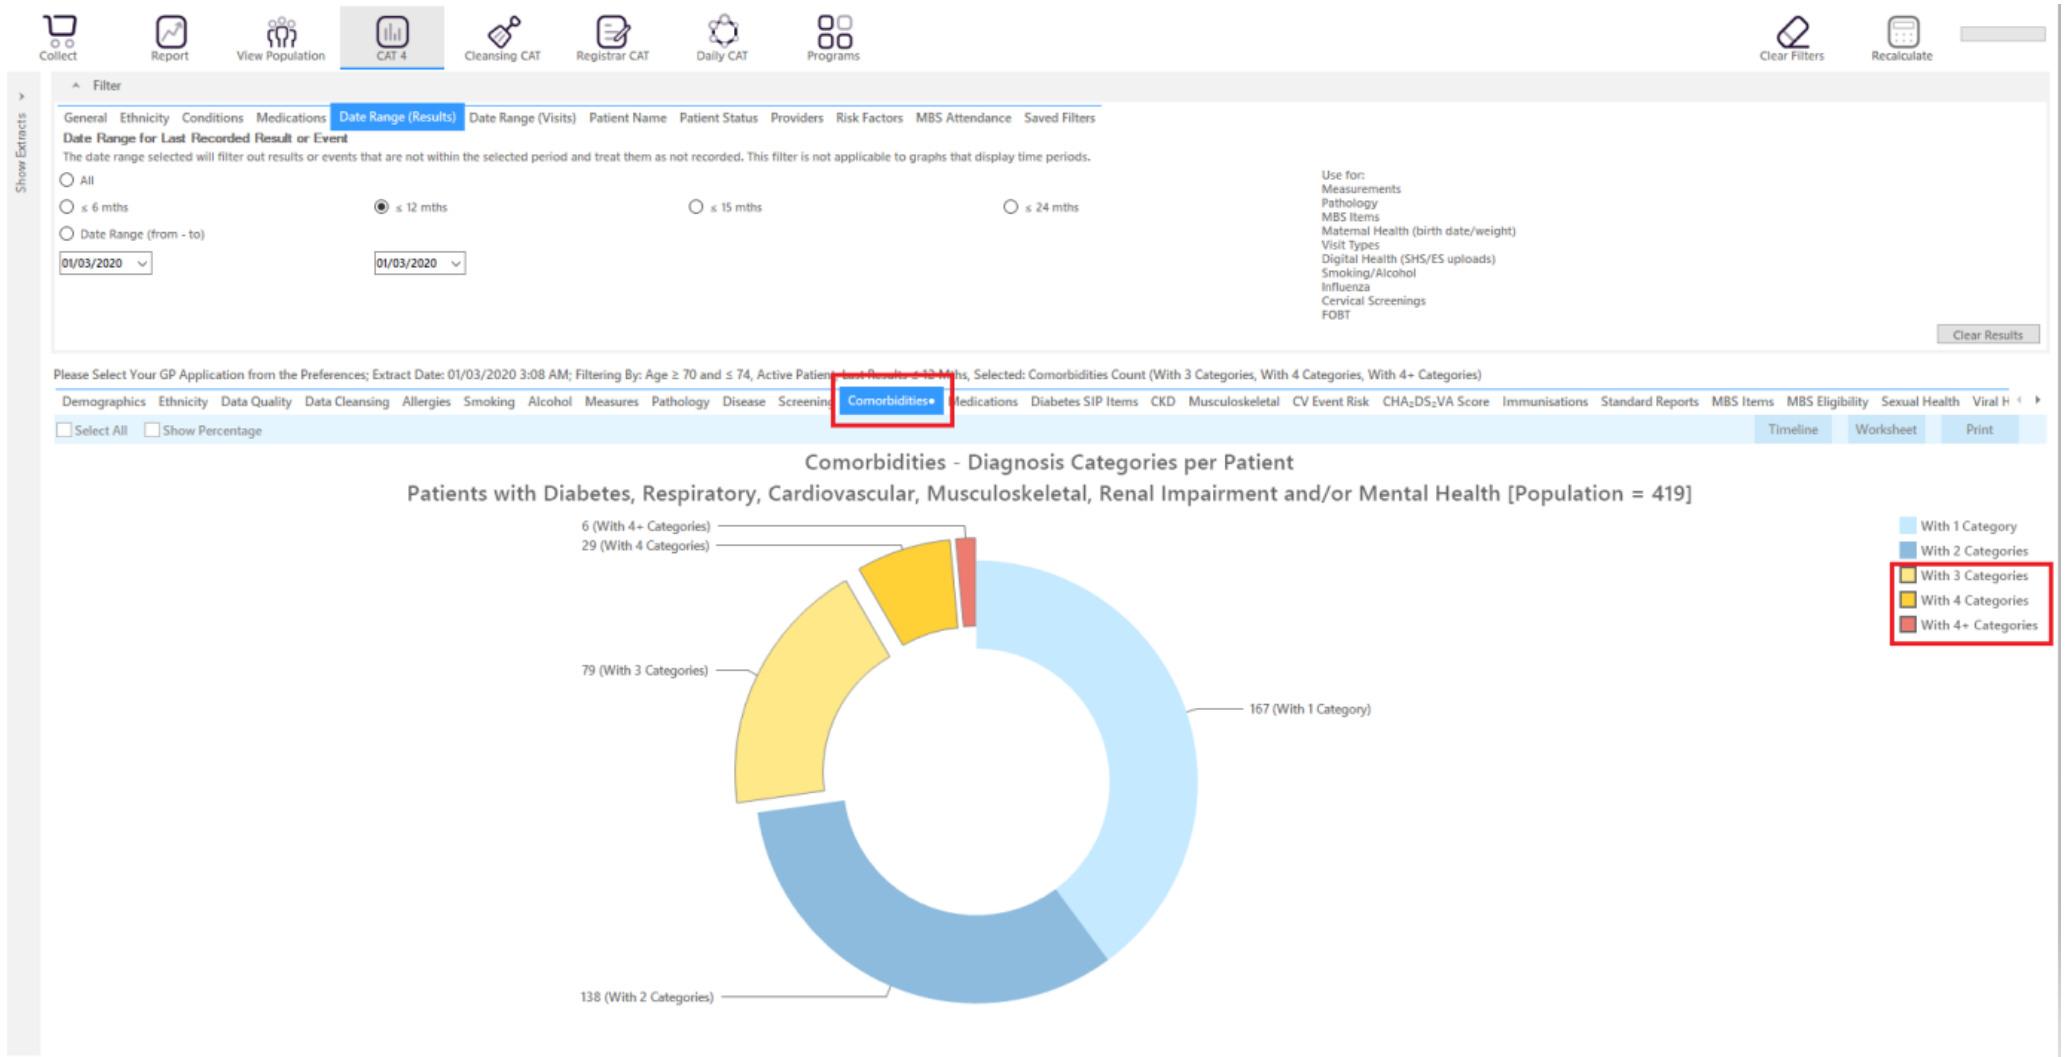 Collect Report View Population CAT 4 Cleansing CAT Registrar CAT Daily CAT Programs Clear Filters Recalculate
Show Extracts
Filter
General Ethnicity Conditions Medications Date Range (Results) Date Range (Visits) Patient Name Patient Status Providers Risk Factors MBS Attendance Saved Filters
Date Range for Last Recorded Result or Event
The date range selected will filter out results or events that are not within the selected period and treat them as not recorded. This filter is not applicable to graphs that display time periods.
All
≤ 6 mths ≤ 12 mths ≤ 15 mths ≤ 24 mths
Date Range (from - to)
01/03/2020 01/03/2020
Use for:
Measurements
Pathology
MBS Items
Maternal Health (birth date/weight)
Visit Types
Digital Health (SHS/ES uploads)
Smoking/Alcohol
Influenza
Cervical Screenings
FOBT
Clear Results
Please Select Your GP Application from the Preferences; Extract Date: 01/03/2020 3:08 AM; Filtering By: Age ≥ 70 and ≤ 74, Active Patient, Last Results ≤ 12 Mths, Selected: Comorbidities Count (With 3 Categories, With 4 Categories, With 4+ Categories)
Demographics Ethnicity Data Quality Data Cleansing Allergies Smoking Alcohol Measures Pathology Disease Screening Comorbidities• Medications Diabetes SIP Items CKD Musculoskeletal CV Event Risk CHA₂DS₂VA Score Immunisations Standard Reports MBS Items MBS Eligibility Sexual Health Viral H
Select All Show Percentage Timeline Worksheet Print
Comorbidities - Diagnosis Categories per Patient
Patients with Diabetes, Respiratory, Cardiovascular, Musculoskeletal, Renal Impairment and/or Mental Health [Population = 419]
6 (With 4+ Categories)
29 (With 4 Categories)
79 (With 3 Categories)
167 (With 1 Category)
138 (With 2 Categories)
With 1 Category
With 2 Categories
With 3 Categories
With 4 Categories
With 4+ Categories